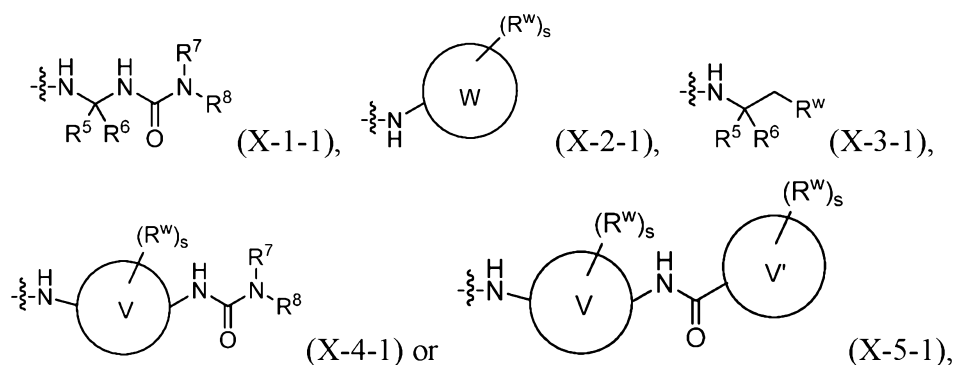 H N R⁵ R⁶ H N O N R⁷ R⁸ (X-1-1), N H W (Rʷ)ₛ (X-2-1), H N R⁵ R⁶ Rʷ (X-3-1),
H N V (Rʷ)ₛ H N O N R⁷ R⁸ (X-4-1) or H N V (Rʷ)ₛ H N O V' (Rʷ)ₛ (X-5-1),